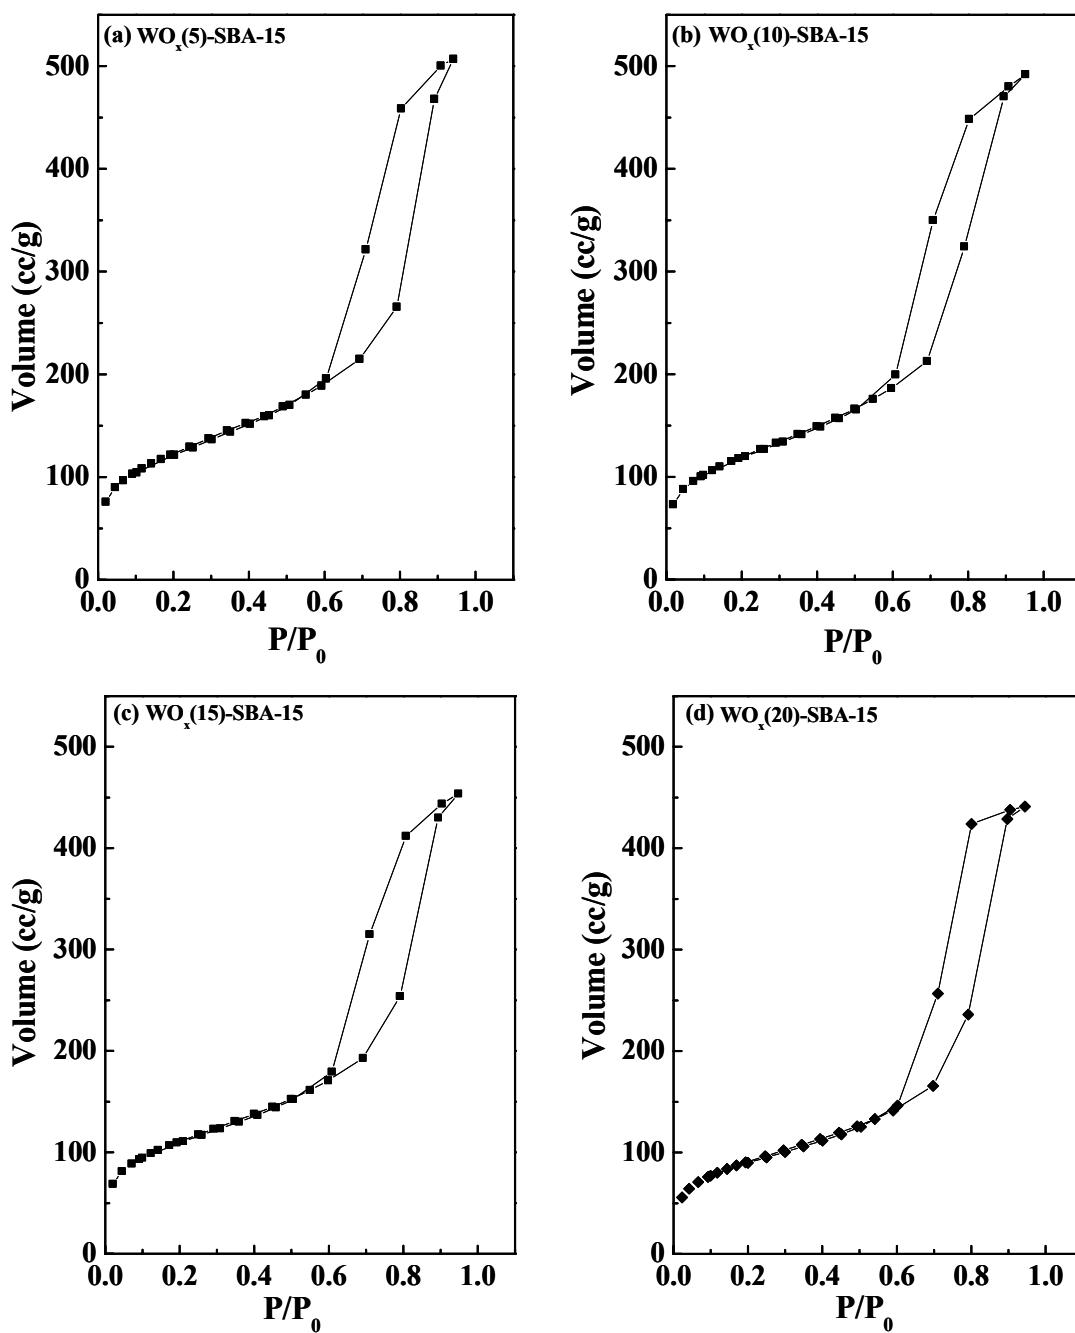 (a) WOx(5)-SBA-15
500
400
300
200
100
0
0.0 0.2 0.4 0.6 0.8 1.0
Volume (cc/g)
P/P0
(b) WOx(10)-SBA-15
500
400
300
200
100
0
0.0 0.2 0.4 0.6 0.8 1.0
Volume (cc/g)
P/P0
(c) WOx(15)-SBA-15
500
400
300
200
100
0
0.0 0.2 0.4 0.6 0.8 1.0
Volume (cc/g)
P/P0
(d) WOx(20)-SBA-15
500
400
300
200
100
0
0.0 0.2 0.4 0.6 0.8 1.0
Volume (cc/g)
P/P0